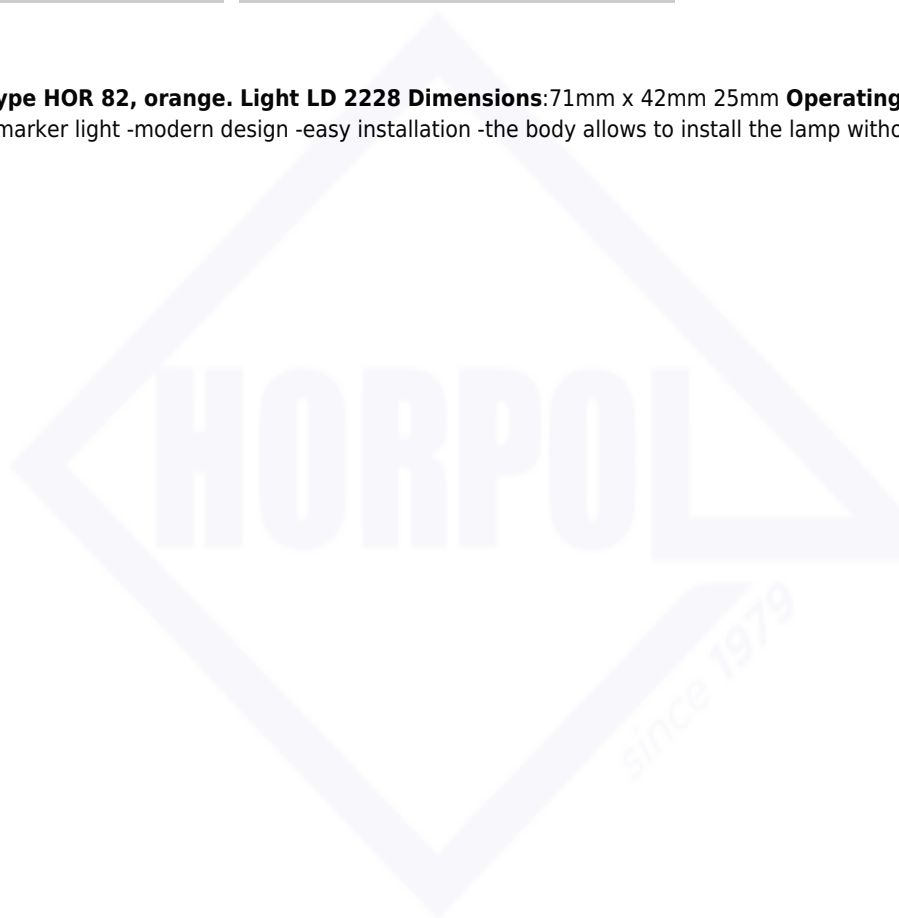 ype HOR 82, orange. Light LD 2228 Dimensions:71mm x 42mm 25mm Operating
marker light -modern design -easy installation -the body allows to install the lamp witho
HORPOL
since 1979